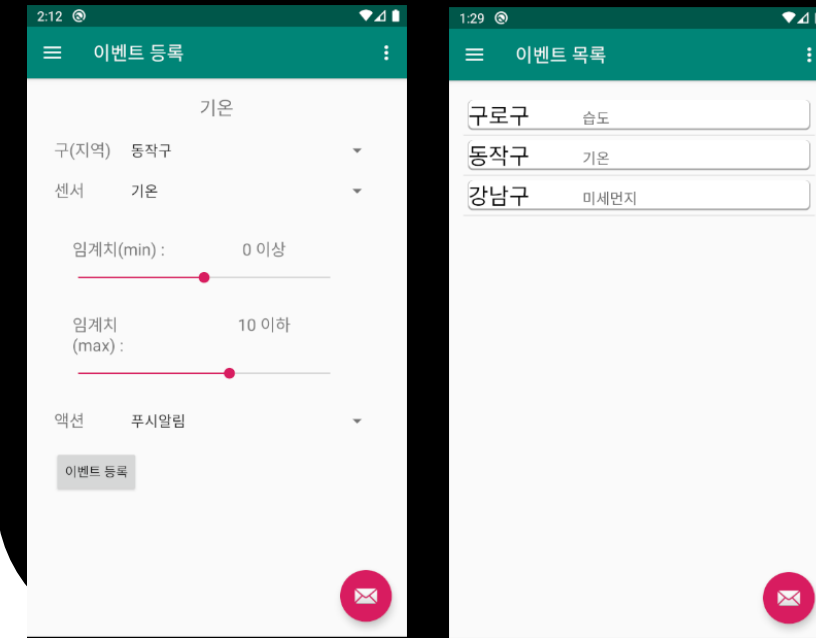 2:12
이벤트 등록
기온
구(지역) 동작구
센서 기온
임계치(min) : 0 이상
임계치 10 이하
(max) :
액션 푸시알림
이벤트 등록
1:29
이벤트 목록
구로구 습도
동작구 기온
강남구 미세먼지